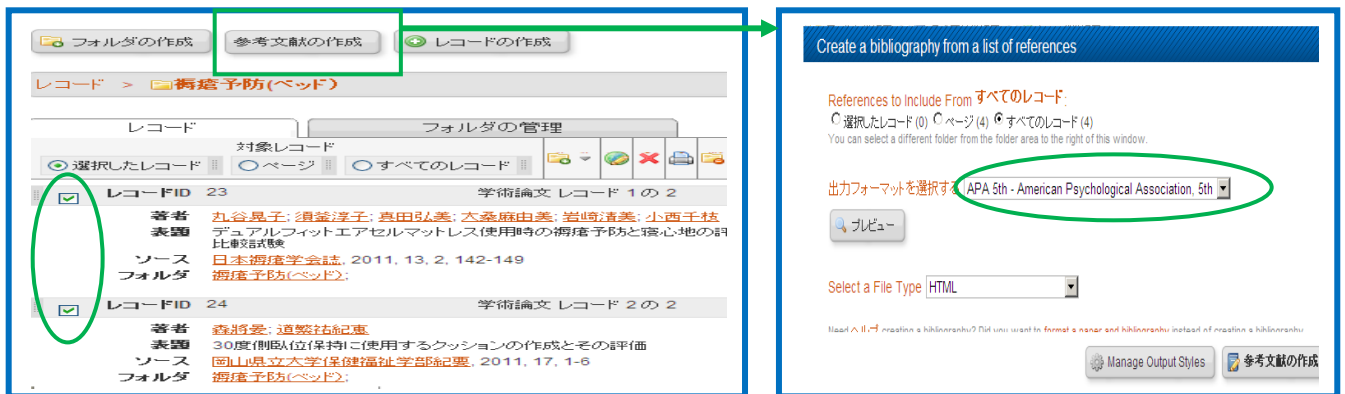 フォルダの作成 参考文献の作成 レコードの作成
レコード > 褥瘡予防(ベッド)
レコード フォルダの管理
対象レコード
選択したレコード ページ すべてのレコード
レコードID 23 学術論文 レコード 1 の 2
著者 丸谷晃子; 須釜淳子; 真田弘美; 大桑麻由美; 岩崎清美; 小西千枝
表題 デュアルフィットエアセルマットレス使用時の褥瘡予防と寝心地の評
比較試験
ソース 日本褥瘡学会誌, 2011, 13, 2, 142-149
フォルダ 褥瘡予防(ベッド);
レコードID 24 学術論文 レコード 2 の 2
著者 森將晏; 道繁祐紀恵
表題 30度側臥位保持に使用するクッションの作成とその評価
ソース 岡山県立大学保健福祉学部紀要, 2011, 17, 1-6
フォルダ 褥瘡予防(ベッド);
Create a bibliography from a list of references
References to Include From すべてのレコード:
選択したレコード (0) ページ (4) すべてのレコード (4)
You can select a different folder from the folder area to the right of this window.
出力フォーマットを選択する APA 5th - American Psychological Association, 5th
プレビュー
Select a File Type HTML
Need ヘルプ creating a bibliography? Did you want to format a paper and bibliography instead of creating a bibliography
Manage Output Styles 参考文献の作成